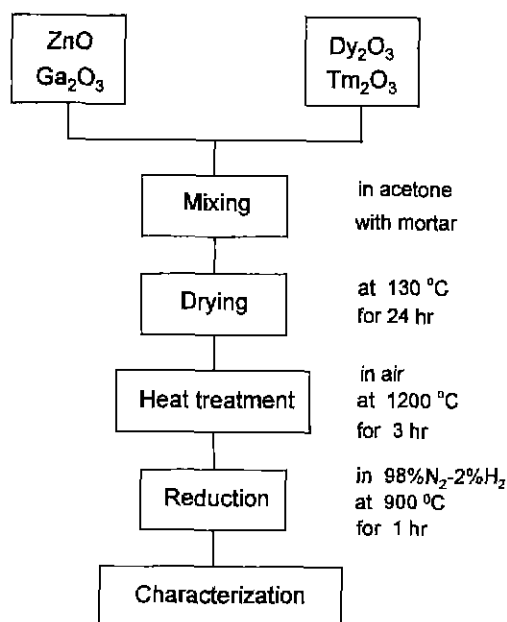 ZnO
Ga₂O₃
Dy₂O₃
Tm₂O₃
Mixing
in acetone
with mortar
Drying
at 130 °C
for 24 hr
Heat treatment
in air
at 1200 °C
for 3 hr
Reduction
in 98%N₂-2%H₂
at 900 °C
for 1 hr
Characterization